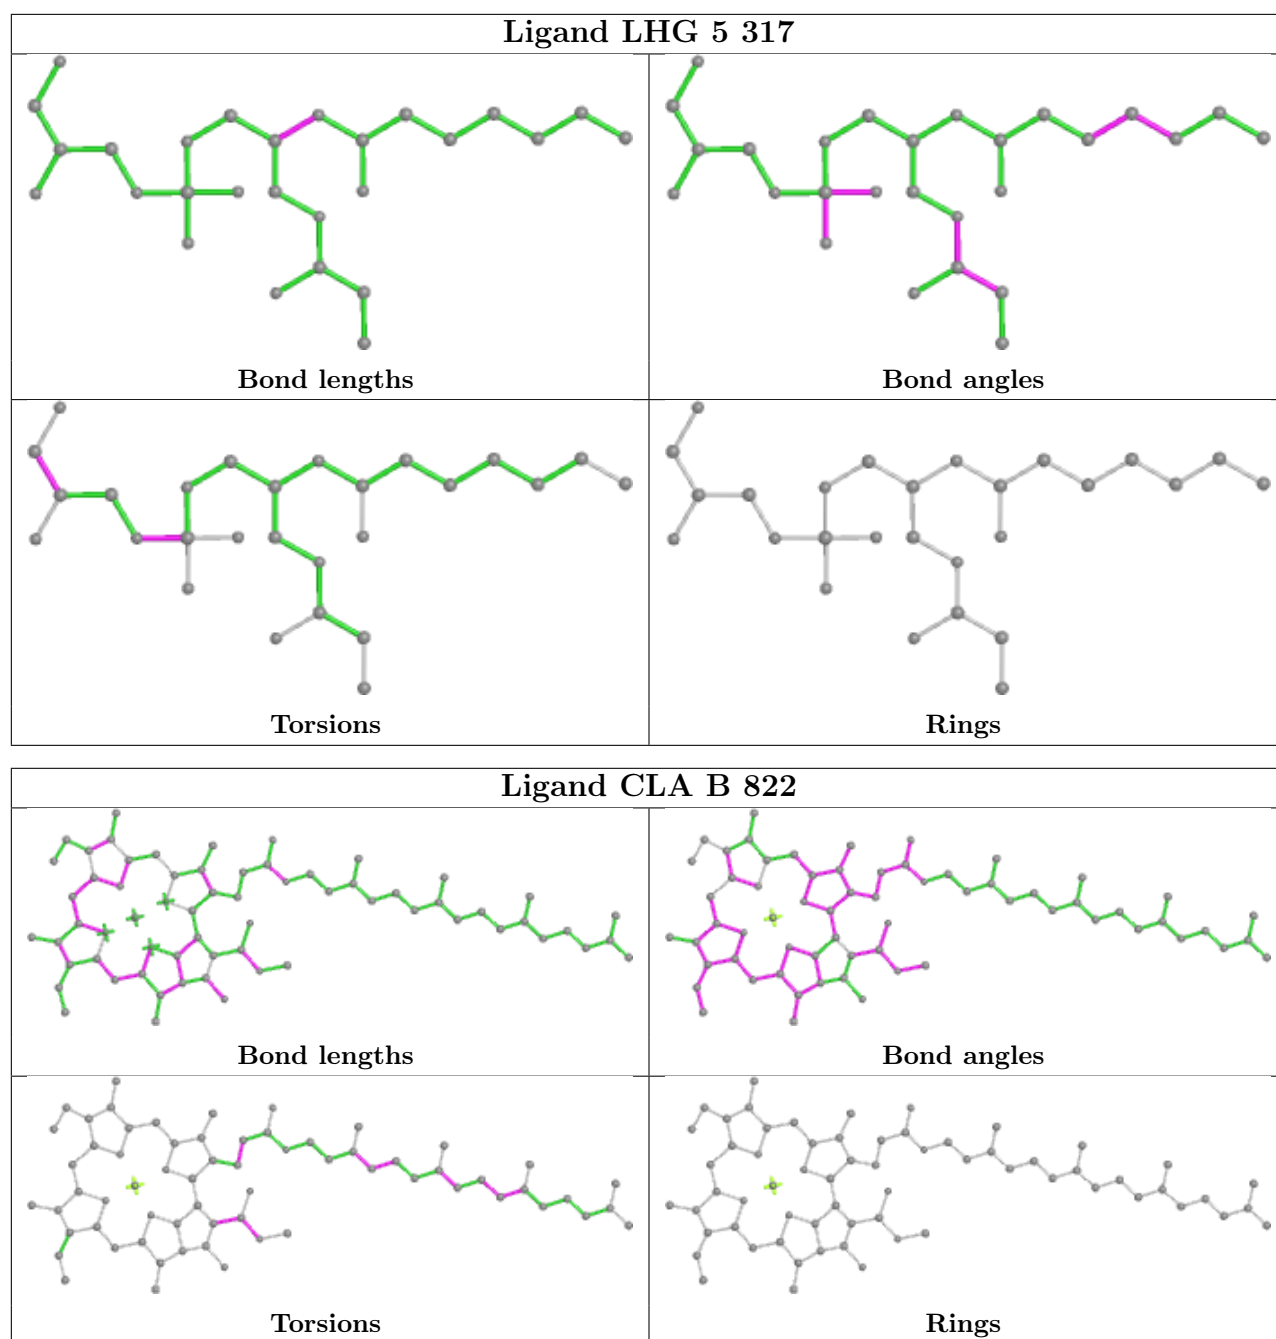 Ligand LHG 5 317
Bond lengths
Bond angles
Torsions
Rings
Ligand CLA B 822
Bond lengths
Bond angles
Torsions
Rings